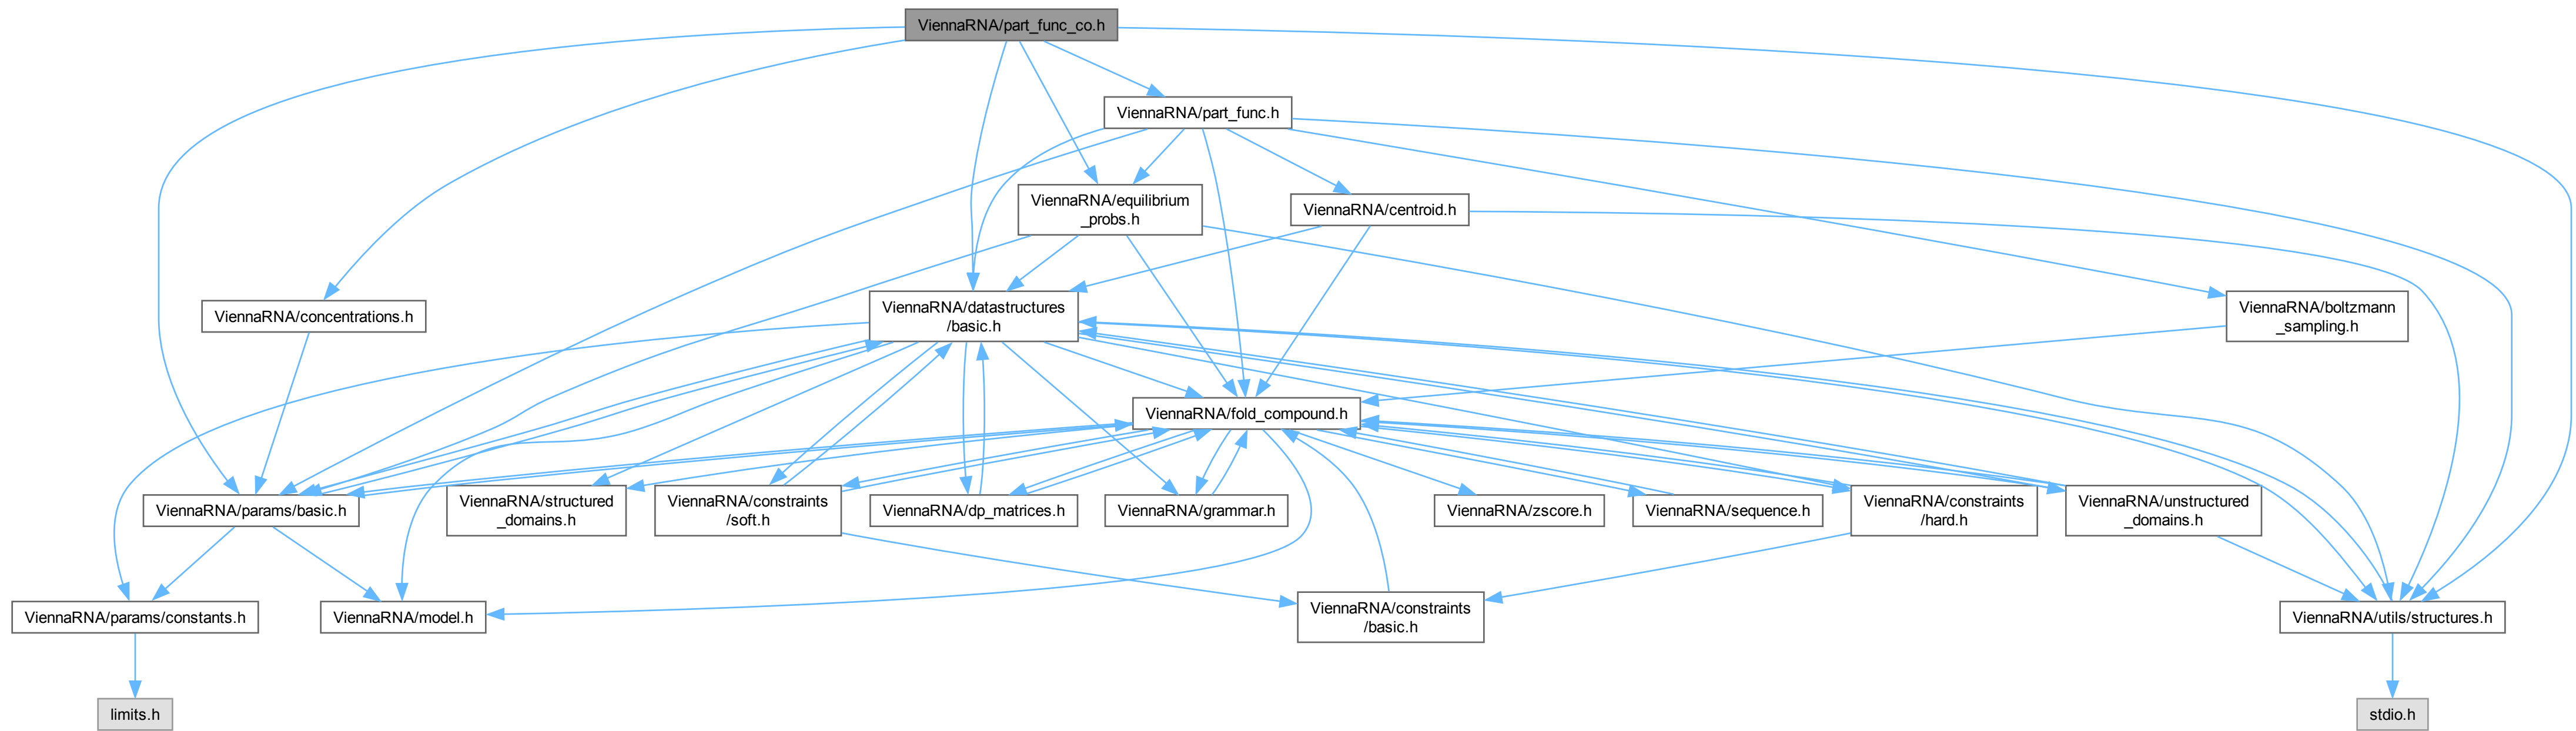 ViennaRNA/part_func_co.h
ViennaRNA/part_func.h
ViennaRNA/equilibrium
_probs.h
ViennaRNA/centroid.h
ViennaRNA/concentrations.h
ViennaRNA/datastructures
/basic.h
ViennaRNA/boltzmann
_sampling.h
ViennaRNA/fold_compound.h
ViennaRNA/params/basic.h
ViennaRNA/structured
_domains.h
ViennaRNA/constraints
/soft.h
ViennaRNA/dp_matrices.h
ViennaRNA/grammar.h
ViennaRNA/zscore.h
ViennaRNA/sequence.h
ViennaRNA/constraints
/hard.h
ViennaRNA/unstructured
_domains.h
ViennaRNA/params/constants.h
ViennaRNA/model.h
ViennaRNA/constraints
/basic.h
ViennaRNA/utils/structures.h
limits.h
stdio.h